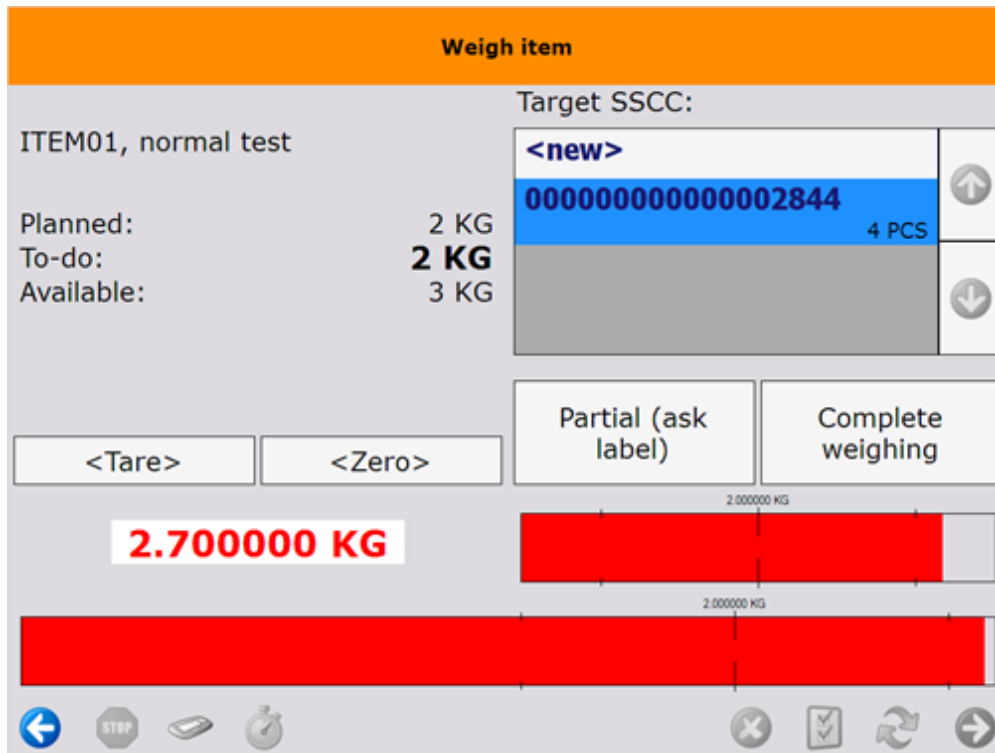 Weigh item
Target SSCC:
ITEM01, normal test
<new>
000000000000002844
4 PCS
Planned: 2 KG
To-do: 2 KG
Available: 3 KG
Partial (ask
label)
Complete
weighing
<Tare>
<Zero>
2.000000 KG
2.700000 KG
2.000000 KG
STOP